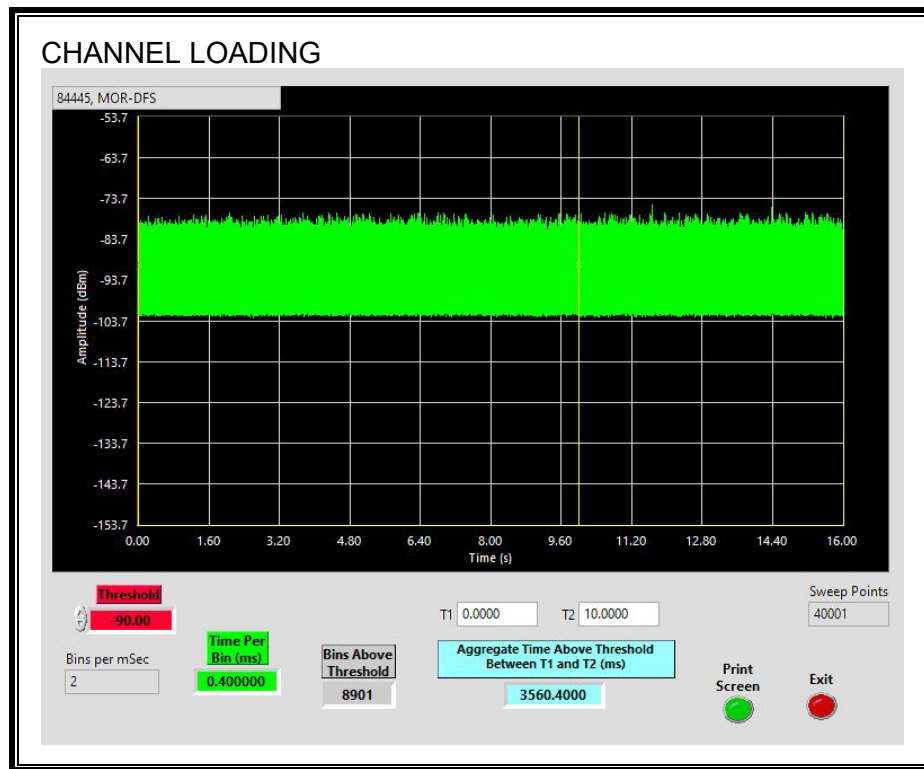 CHANNEL LOADING
84445, MOR-DFS
-53.7
-63.7
-73.7
-83.7
-93.7
-103.7
-113.7
-123.7
-133.7
-143.7
-153.7
Amplitude (dBm)
0.00 1.60 3.20 4.80 6.40 8.00 9.60 11.20 12.80 14.40 16.00
Time (s)
Threshold
-90.00
Bins per mSec
2
Time Per
Bin (ms)
0.400000
Bins Above
Threshold
8901
T1 0.0000 T2 10.0000
Aggregate Time Above Threshold
Between T1 and T2 (ms)
3560.4000
Sweep Points
40001
Print
Screen
Exit